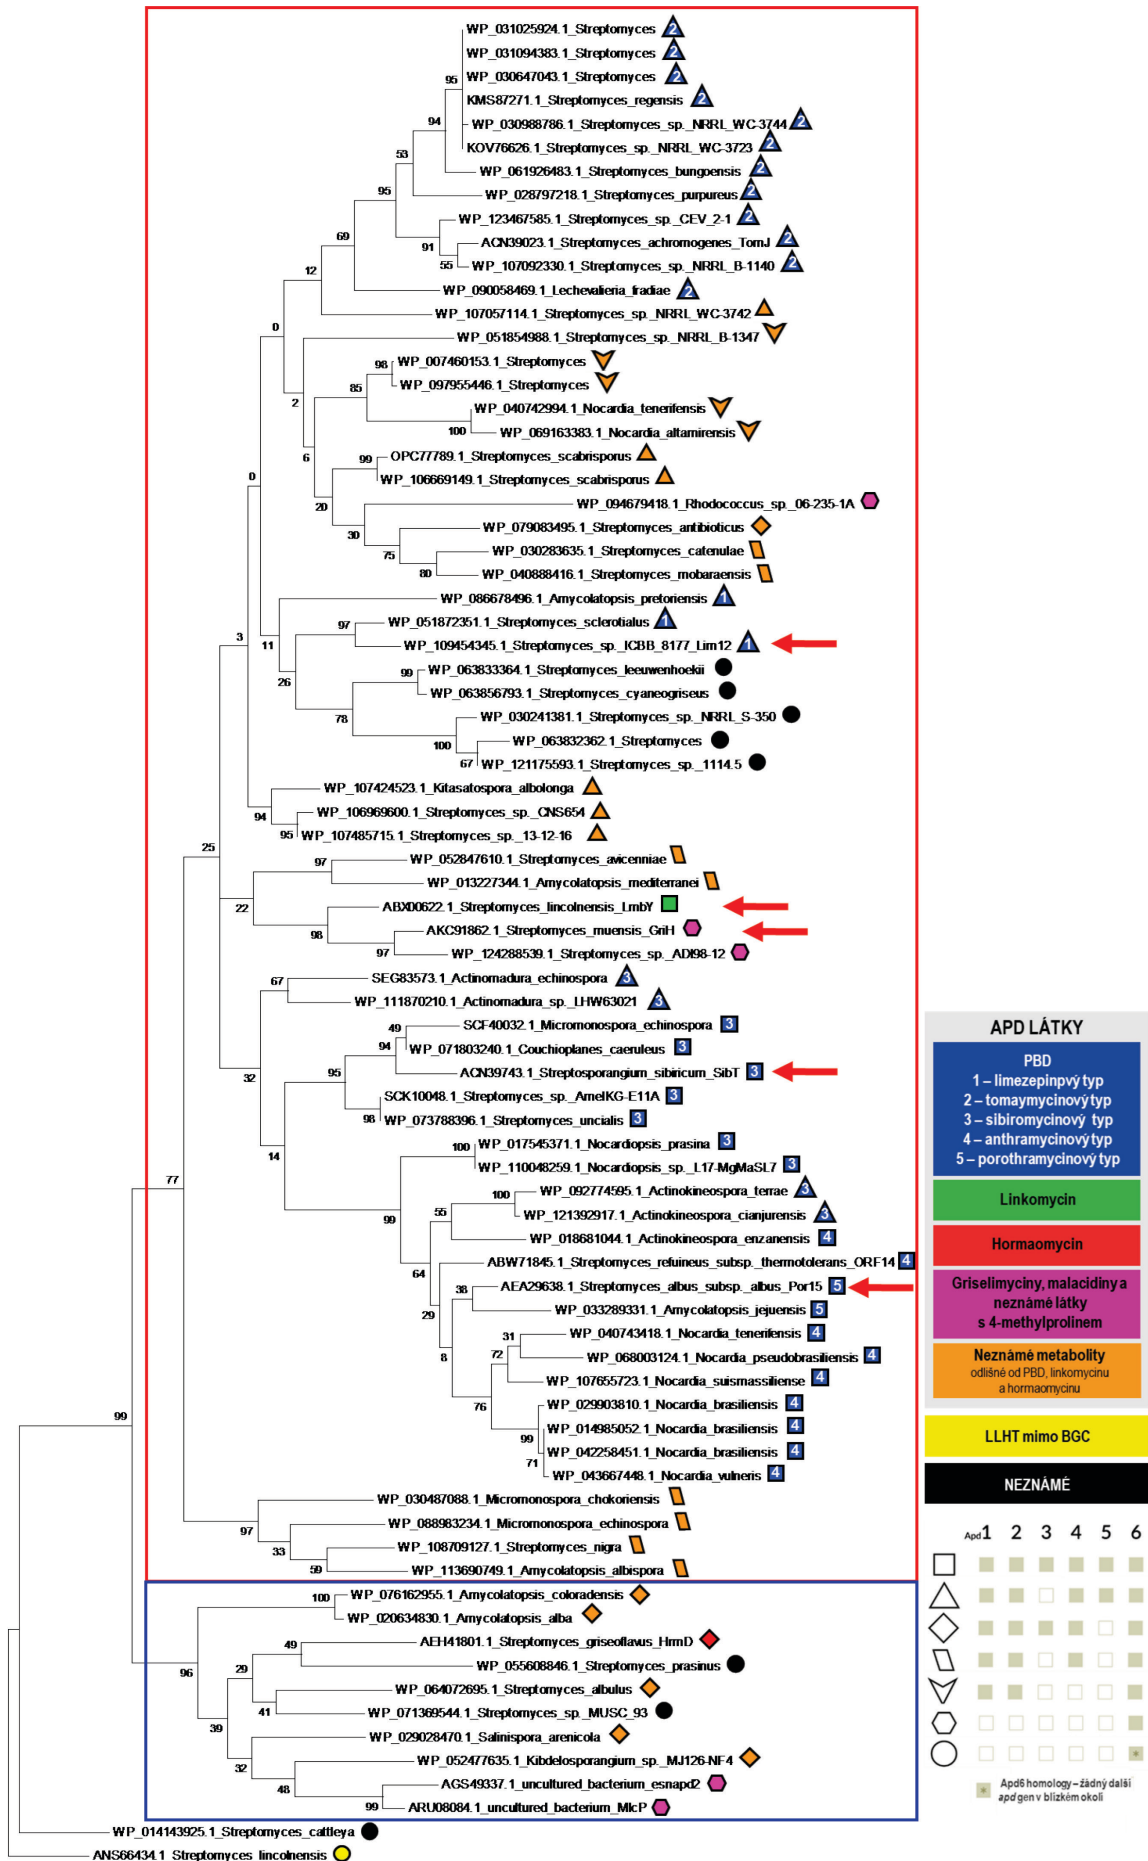 WP_031025924.1_Streptomyces 2
WP_031094383.1_Streptomyces 2
WP_030647043.1_Streptomyces 2
95
KMS87271.1_Streptomyces_regensis 2
94
WP_030988786.1_Streptomyces_sp._NRRL_WC-3744 2
KOV76626.1_Streptomyces_sp._NRRL_WC-3723 2
53
WP_061926483.1_Streptomyces_bungoensis 2
95
WP_028797218.1_Streptomyces_purpureus 2
WP_123467585.1_Streptomyces_sp._CEV_2-1 2
69
91
ACN39023.1_Streptomyces_achromogenes_TomJ 2
55
WP_107092330.1_Streptomyces_sp._NRRL_B-1140 2
12
WP_090058469.1_Lechevalieria_fradiae 2
WP_107057114.1_Streptomyces_sp._NRRL_WC-3742
0
WP_051854988.1_Streptomyces_sp._NRRL_B-1347
98
WP_007460153.1_Streptomyces
85
WP_097955446.1_Streptomyces
2
WP_040742994.1_Nocardia_tenerifensis
100
WP_069163383.1_Nocardia_altamirensis
6
99
OPC77789.1_Streptomyces_scabrisporus
0
WP_106669149.1_Streptomyces_scabrisporus
20
WP_094679418.1_Rhodococcus_sp._06-235-1A
30
WP_079083495.1_Streptomyces_antibioticus
75
WP_030283635.1_Streptomyces_catenulae
80
WP_040888416.1_Streptomyces_mobaraensis
WP_086678496.1_Amycolatopsis_pretoriensis 1
3
97
WP_051872351.1_Streptomyces_sclerotialus 1
11
WP_109454345.1_Streptomyces_sp._ICBB_8177_Lim12 1
26
99
WP_063833364.1_Streptomyces_leeuwenhoekii
WP_063856793.1_Streptomyces_cyaneogriseus
78
WP_030241381.1_Streptomyces_sp._NRRL_S-350
100
WP_063832362.1_Streptomyces
67
WP_121175593.1_Streptomyces_sp._1114.5
WP_107424523.1_Kitasatospora_albolonga
94
WP_106969600.1_Streptomyces_sp._CNS654
95
WP_107485715.1_Streptomyces_sp._13-12-16
25
97
WP_052847610.1_Streptomyces_avicenniae
WP_013227344.1_Amycolatopsis_mediterranei
22
ABX00622.1_Streptomyces_lincolnensis_LmbY
98
AKC91862.1_Streptomyces_muensis_GriH
97
WP_124288539.1_Streptomyces_sp._ADI98-12
67
SEG83573.1_Actinomadura_echinospora 3
WP_111870210.1_Actinomadura_sp._LHW63021 3
49
SCF40032.1_Micromonospora_echinospora 3
94
WP_071803240.1_Couchioplanes_caeruleus 3
32
95
ACN39743.1_Streptosporangium_sibiricum_SibT 3
SCK10048.1_Streptomyces_sp._AmelKG-E11A 3
98
WP_073788396.1_Streptomyces_uncialis 3
14
100
WP_017545371.1_Nocardiopsis_prasina 3
WP_110048259.1_Nocardiopsis_sp._L17-MgMaSL7 3
77
100
WP_092774595.1_Actinokineospora_terrae 3
99
55
WP_121392917.1_Actinokineospora_cianjurensis 3
WP_018681044.1_Actinokineospora_enzanensis 4
64
ABW71845.1_Streptomyces_refuineus_subsp._thermotolerans_ORF14 4
38
AEA29638.1_Streptomyces_albus_subsp._albus_Por15 5
29
WP_033289331.1_Amycolatopsis_jejuensis 5
31
WP_040743418.1_Nocardia_tenerifensis 4
8
72
WP_068003124.1_Nocardia_pseudobrasiliensis 4
WP_107655723.1_Nocardia_suismassiliense 4
76
WP_029903810.1_Nocardia_brasiliensis 4
WP_014985052.1_Nocardia_brasiliensis 4
99
99
WP_042258451.1_Nocardia_brasiliensis 4
71
WP_043667448.1_Nocardia_vulneris 4
WP_030487088.1_Micromonospora_chokoriensis
97
WP_088983234.1_Micromonospora_echinospora
33
WP_108709127.1_Streptomyces_nigra
59
WP_113690749.1_Amycolatopsis_albispora
100
WP_076162955.1_Amycolatopsis_coloradensis
WP_020634830.1_Amycolatopsis_alba
49
AEH41801.1_Streptomyces_griseoflavus_HrmD
96
29
WP_055608846.1_Streptomyces_prasinus
WP_064072695.1_Streptomyces_albulus
41
WP_071369544.1_Streptomyces_sp._MUSC_93
39
WP_029028470.1_Salinispora_arenicola
32
WP_052477635.1_Kibdelosporangium_sp._MJ126-NF4
48
AGS49337.1_uncultured_bacterium_esnapd2
99
ARU08084.1_uncultured_bacterium_MlcP
WP_014143925.1_Streptomyces_cattleya
ANS66434.1_Streptomyces_lincolnensis
APD LÁTKY
PBD
1 – limezepinpvý typ
2 – tomaymycinový typ
3 – sibiromycinový typ
4 – anthramycinový typ
5 – porothramycinový typ
Linkomycin
Hormaomycin
Griselimyciny, malacidiny a
neznámé látky
s 4-methylprolinem
Neznámé metabolity
odlišné od PBD, linkomycinu
a hormaomycinu
LLHT mimo BGC
NEZNÁMÉ
Apd 1 2 3 4 5 6
*
* Apd6 homology – žádný další
apd gen v blízkém okolí